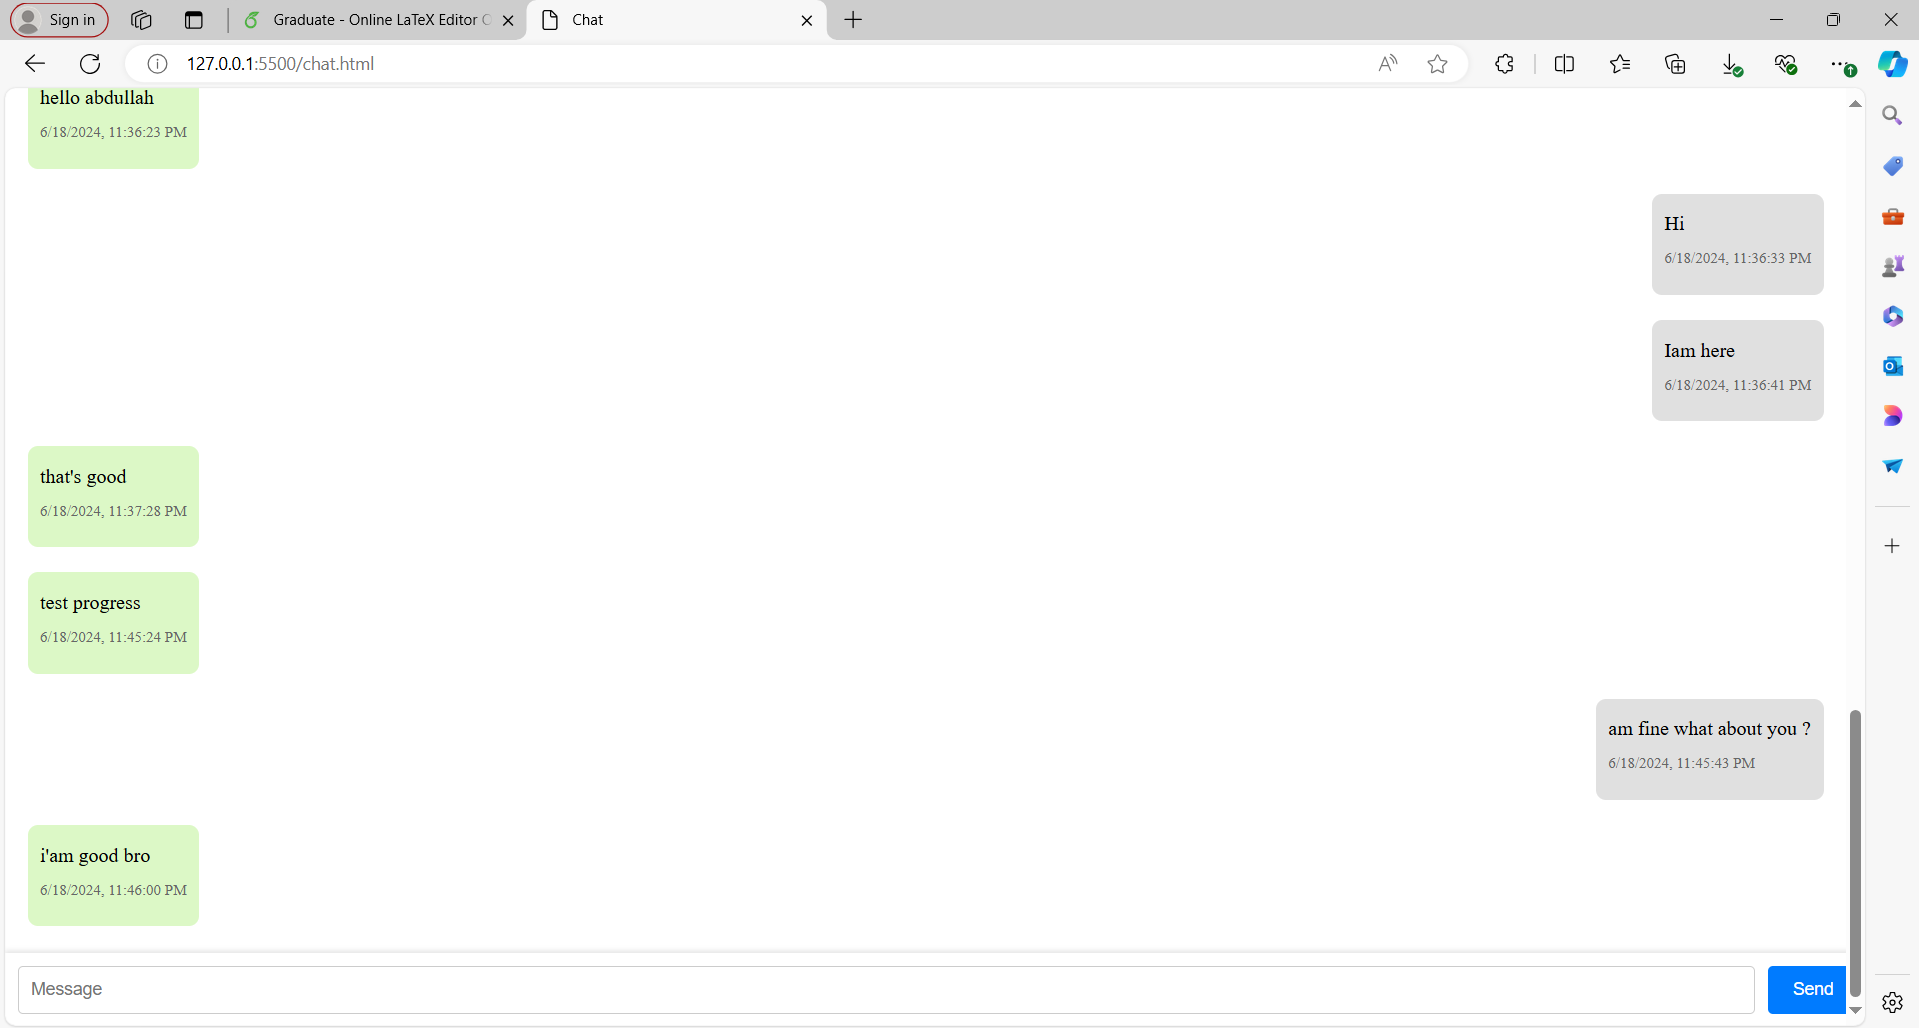 Sign in
Graduate - Online LaTeX Editor
Chat
127.0.0.1:5500/chat.html
hello abdullah
6/18/2024, 11:36:23 PM
Hi
6/18/2024, 11:36:33 PM
Iam here
6/18/2024, 11:36:41 PM
that's good
6/18/2024, 11:37:28 PM
test progress
6/18/2024, 11:45:24 PM
am fine what about you ?
6/18/2024, 11:45:43 PM
i'am good bro
6/18/2024, 11:46:00 PM
Message
Send